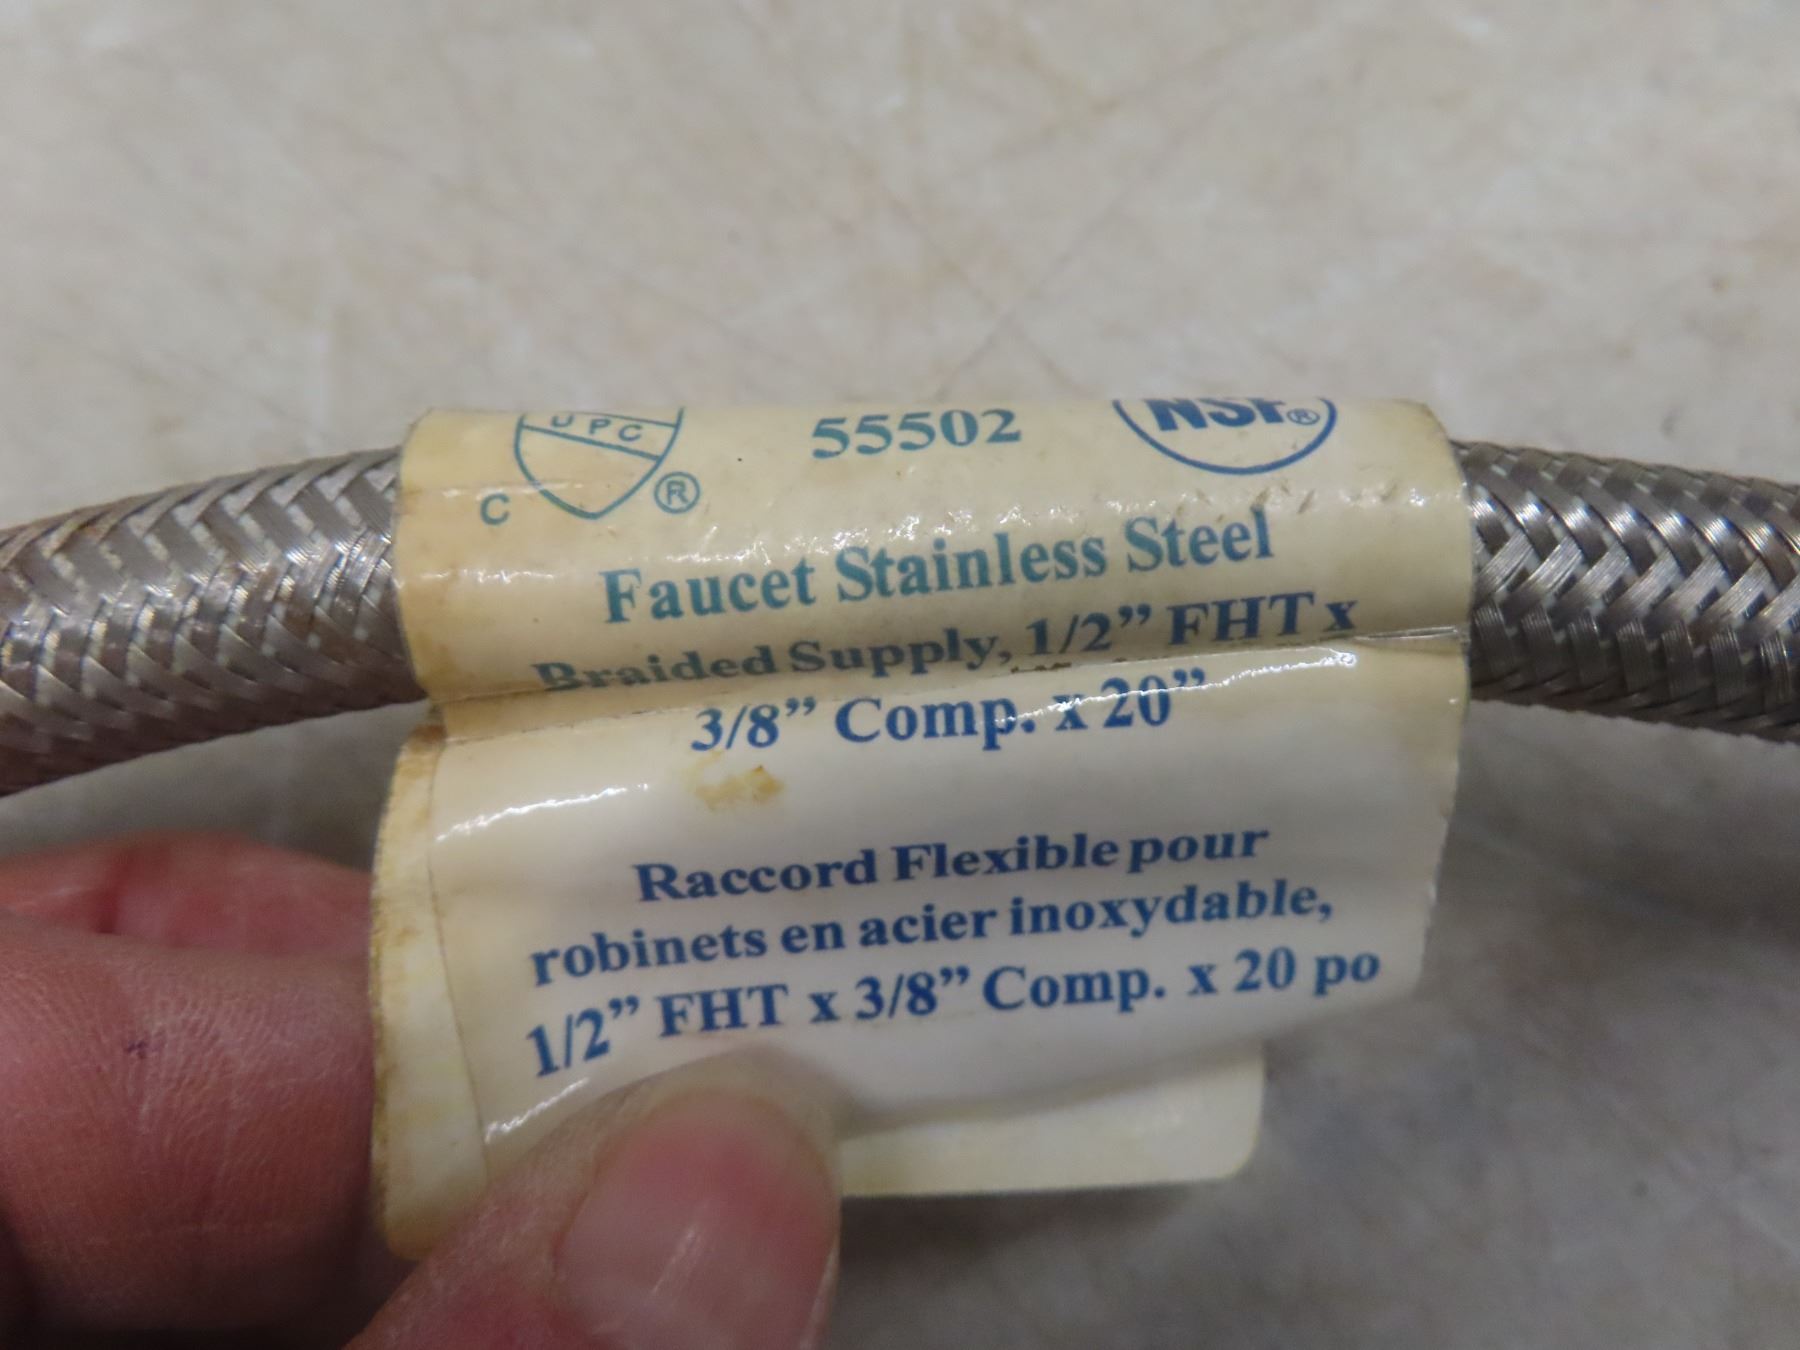 UPC 55502 NSF®
C ®
Faucet Stainless Steel
Braided Supply, 1/2” FHT x
3/8” Comp. x 20”
Raccord Flexible pour
robinets en acier inoxydable,
1/2” FHT x 3/8” Comp. x 20 po